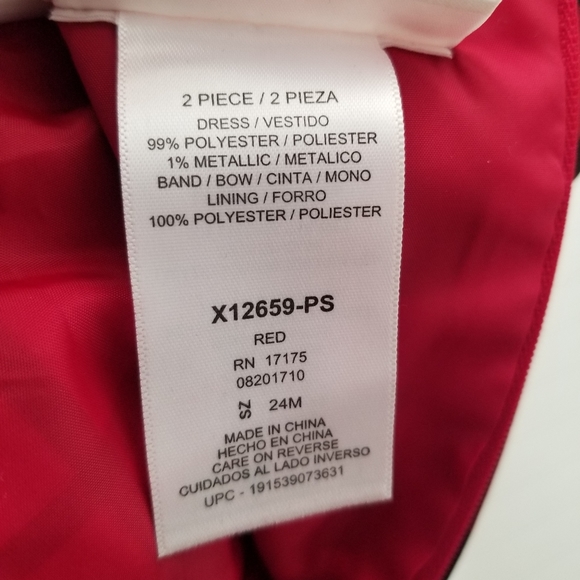 2 PIECE / 2 PIEZA
DRESS / VESTIDO
99% POLYESTER / POLIESTER
1% METALLIC / METALICO
BAND / BOW / CINTA / MONO
LINING / FORRO
100% POLYESTER / POLIESTER
X12659-PS
RED
RN 17175
08201710
SZ 24M
MADE IN CHINA
HECHO EN CHINA
CARE ON REVERSE
CUIDADOS AL LADO INVERSO
UPC - 191539073631